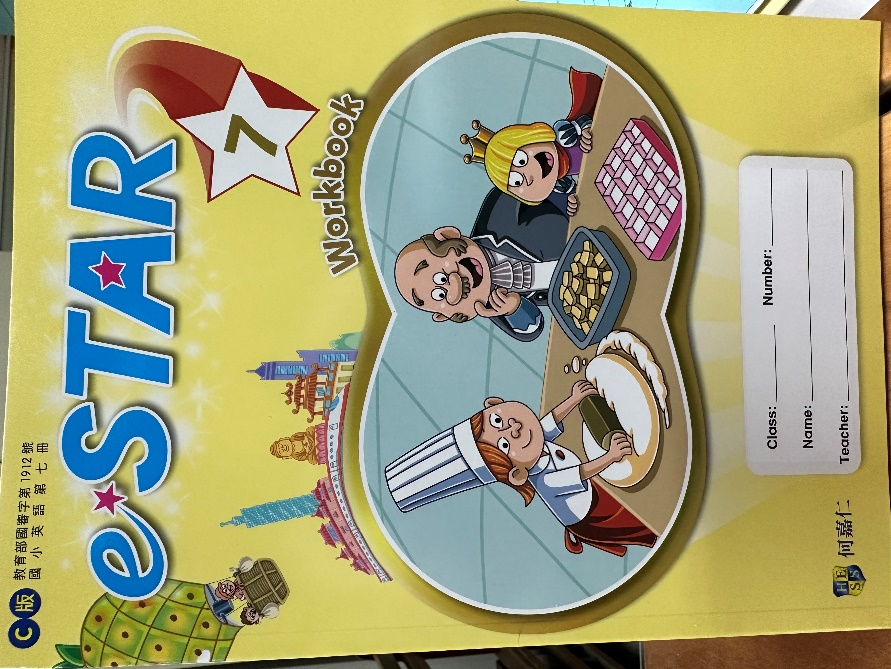 C版
教育部國審字第1912號
國小英語第七冊
eSTAR
7
Workbook
Class: Number:
Name:
Teacher:
HESS
何嘉仁